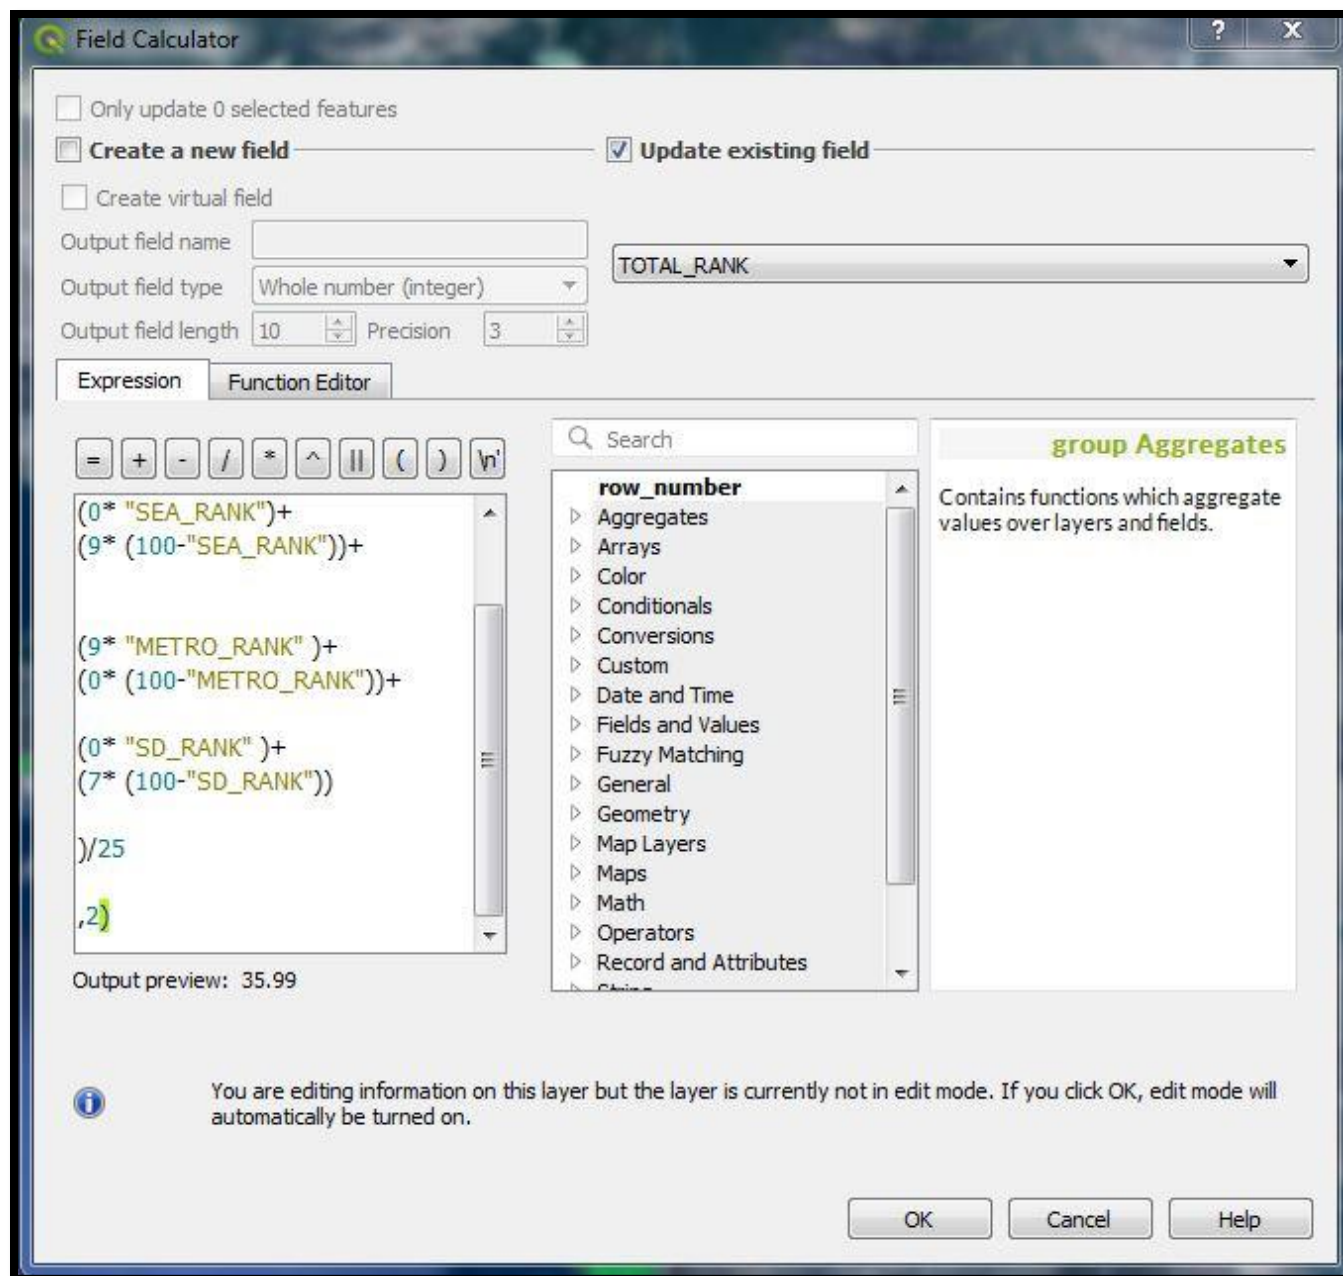 Field Calculator
? X
Only update 0 selected features
Create a new field
Update existing field
Create virtual field
Output field name
TOTAL_RANK
Output field type Whole number (integer)
Output field length 10 Precision 3
Expression Function Editor
= + - / * ^ || ( ) \n'
(0* "SEA_RANK")+
(9* (100-"SEA_RANK"))+
(9* "METRO_RANK" )+
(0* (100-"METRO_RANK"))+
(0* "SD_RANK" )+
(7* (100-"SD_RANK"))
)/25
,2)
Output preview: 35.99
Search
row_number
Aggregates
Arrays
Color
Conditionals
Conversions
Custom
Date and Time
Fields and Values
Fuzzy Matching
General
Geometry
Map Layers
Maps
Math
Operators
Record and Attributes
String
group Aggregates
Contains functions which aggregate
values over layers and fields.
You are editing information on this layer but the layer is currently not in edit mode. If you click OK, edit mode will
automatically be turned on.
OK Cancel Help